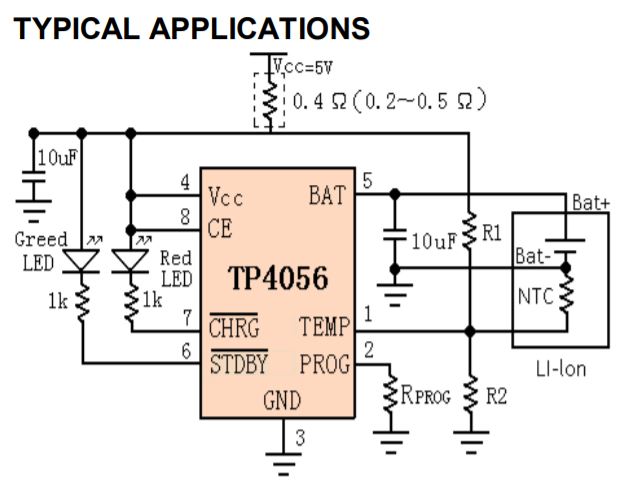 TYPICAL APPLICATIONS
Vcc=5V
0.4 Ω(0.2～0.5 Ω)
10uF
4
Vcc
BAT
5
Bat+
8
CE
Greed
LED
Red
LED
10uF
R1
Bat-
TP4056
1k
1k
NTC
7
CHRG
TEMP
1
6
STDBY
PROG
2
LI-Ion
RPROG
R2
GND
3